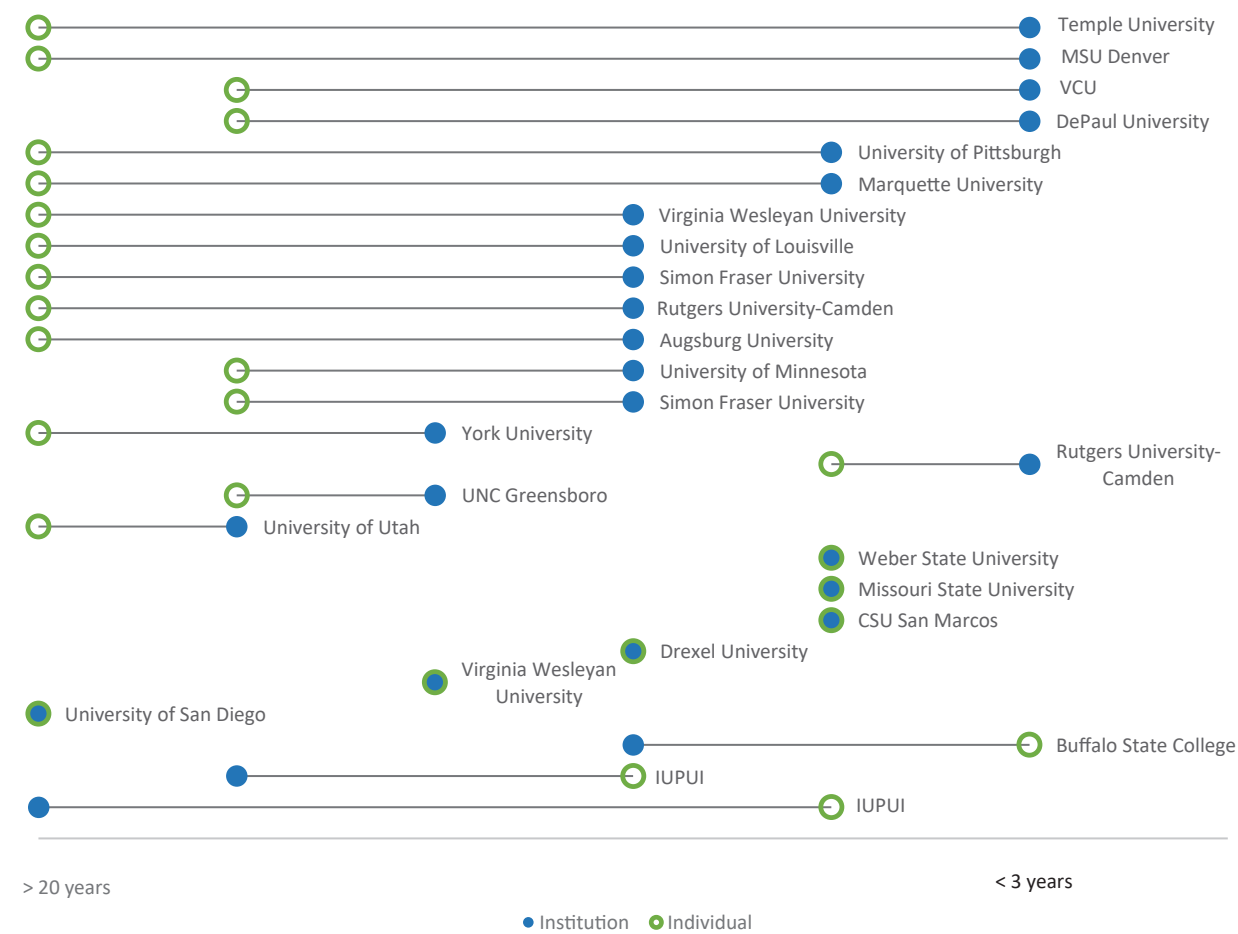 Temple University
MSU Denver
VCU
DePaul University
University of Pittsburgh
Marquette University
Virginia Wesleyan University
University of Louisville
Simon Fraser University
Rutgers University-Camden
Augsburg University
University of Minnesota
Simon Fraser University
York University
Rutgers University-
Camden
UNC Greensboro
University of Utah
Weber State University
Missouri State University
CSU San Marcos
Drexel University
Virginia Wesleyan
University
University of San Diego
Buffalo State College
IUPUI
IUPUI
> 20 years
< 3 years
Institution
Individual